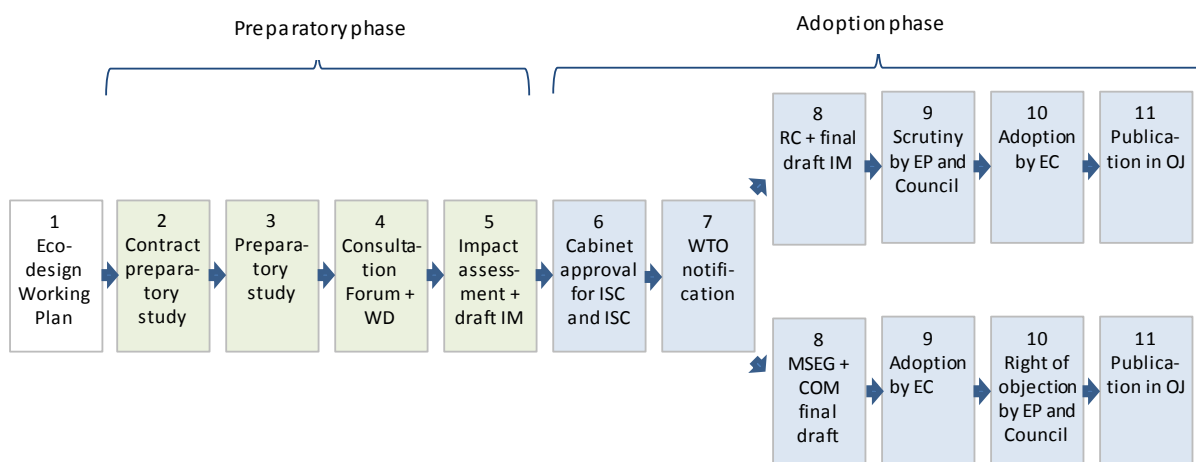 Preparatory phase
Adoption phase
8
RC + final
draft IM
9
Scrutiny
by EP and
Council
10
Adoption
by EC
11
Publica-
tion in OJ
1
Eco-
design
Working
Plan
2
Contract
prepara-
tory
study
3
Prepara-
tory
study
4
Consulta-
tion
Forum +
WD
5
Impact
assess-
ment +
draft IM
6
Cabinet
approval
for ISC
and ISC
7
WTO
notifi-
cation
8
MSEG +
COM
final
draft
9
Adoption
by EC
10
Right of
objection
by EP and
Council
11
Publica-
tion in OJ